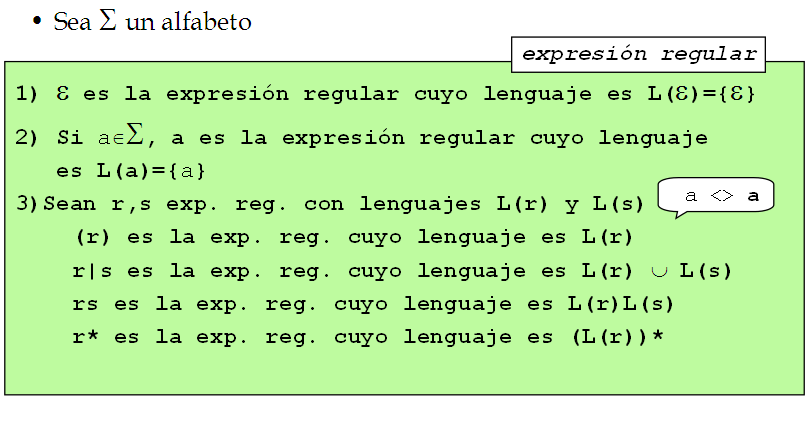 • Sea Σ un alfabeto
expresión regular
1) Ɛ es la expresión regular cuyo lenguaje es L(Ɛ)={Ɛ}
2) Si a∈Σ, a es la expresión regular cuyo lenguaje
es L(a)={a}
3)Sean r,s exp. reg. con lenguajes L(r) y L(s)
a <> a
(r) es la exp. reg. cuyo lenguaje es L(r)
r|s es la exp. reg. cuyo lenguaje es L(r) ∪ L(s)
rs es la exp. reg. cuyo lenguaje es L(r)L(s)
r* es la exp. reg. cuyo lenguaje es (L(r))*